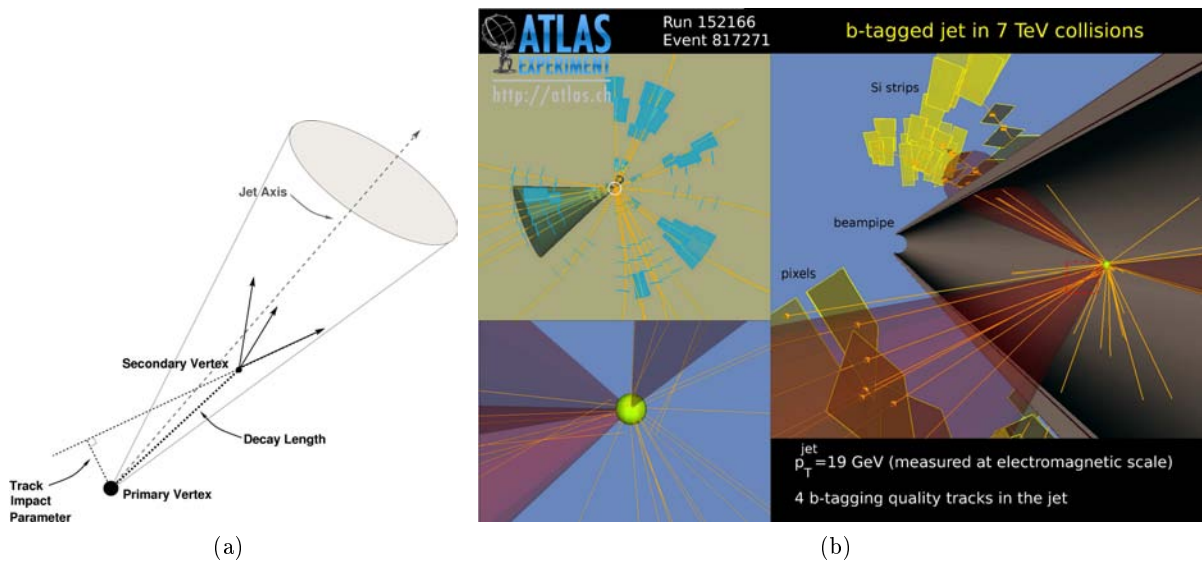 Jet Axis
Secondary Vertex
Decay Length
Track
Impact
Parameter
Primary Vertex
(a)
ATLAS
EXPERIMENT
http://atlas.ch
Run 152166
Event 817271
b-tagged jet in 7 TeV collisions
Si strips
beampipe
pixels
jet
p_T=19 GeV (measured at electromagnetic scale)
4 b-tagging quality tracks in the jet
(b)